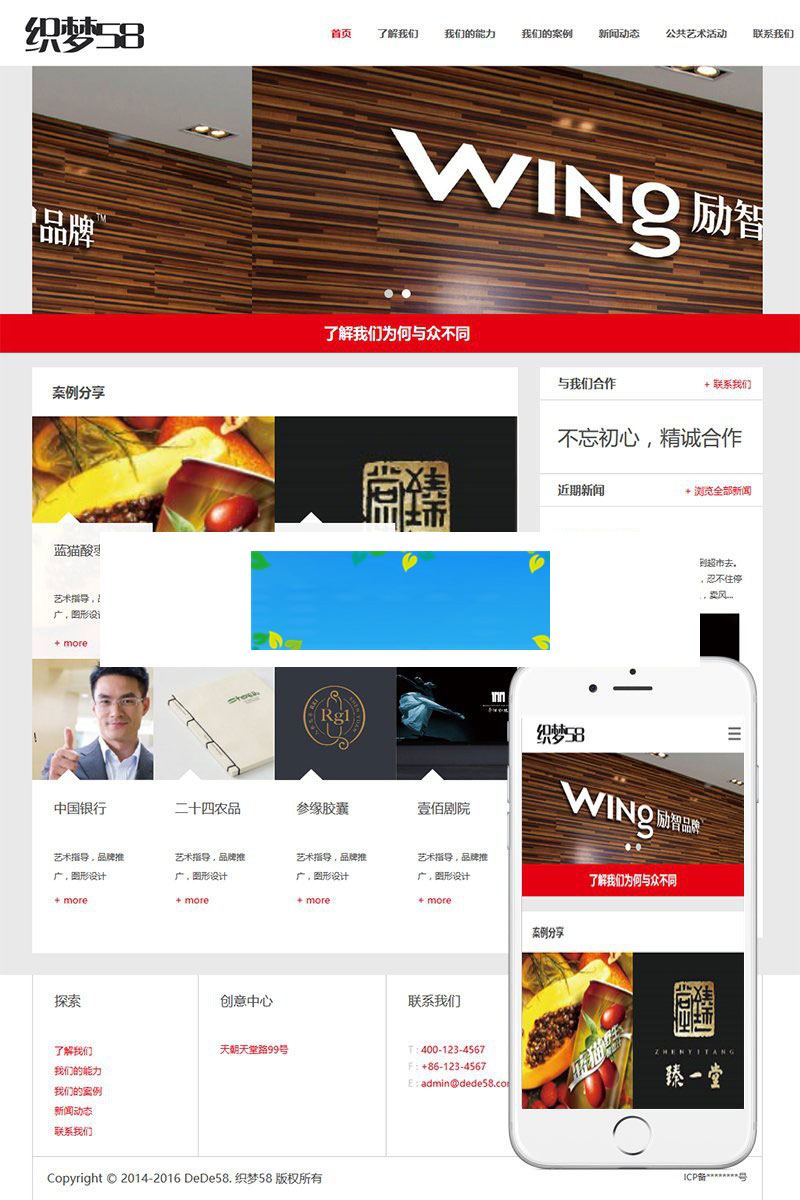 织梦58
首页 了解我们 我们的能力 我们的案例 新闻动态 公共艺术活动 联系我们
品牌™
WINg 励智
了解我们为何与众不同
案例分享
与我们合作 + 联系我们
不忘初心，精诚合作
近期新闻 + 浏览全部新闻
蓝猫酸
艺术指导，品
广，图形设
+ more
到超市去。
，忍不住停
，卖风...
Rg1
中国银行
艺术指导，品牌推
广，图形设计
+ more
二十四农品
艺术指导，品牌推
广，图形设计
+ more
参缘胶囊
艺术指导，品牌推
广，图形设计
+ more
壹佰剧院
艺术指导，品牌推
广，图形设计
+ more
织梦58
WINg 励智品牌
了解我们为何与众不同
案例分享
ZHENYITANG
臻一堂
探索
了解我们
我们的能力
我们的案例
新闻动态
联系我们
创意中心
天朝天堂路99号
联系我们
T : 400-123-4567
F : +86-123-4567
E : admin@dede58.com
Copyright © 2014-2016 DeDe58. 织梦58 版权所有
ICP备********号